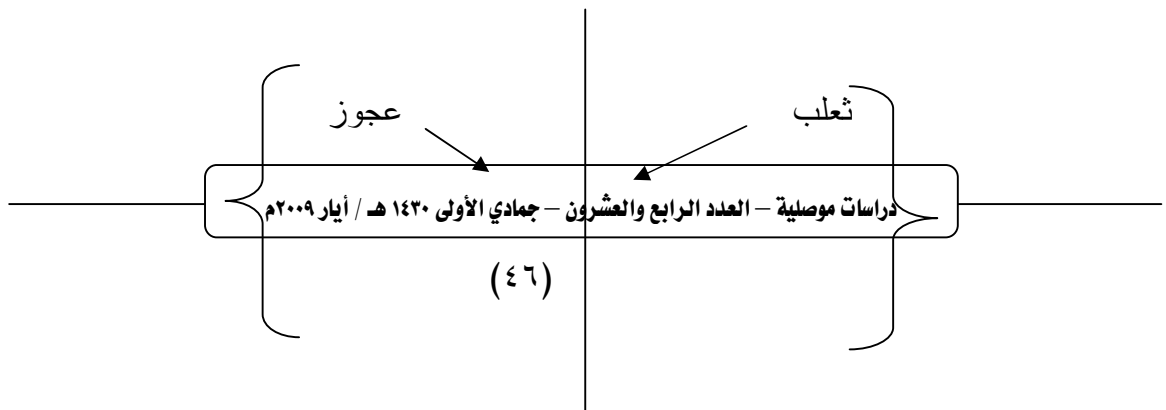 ثعلب عجوز
دراسات موصلية – العدد الرابع والعشرون – جمادي الأولى ١٤٣٠ هـ / أيار ٢٠٠٩م
(٤٦)